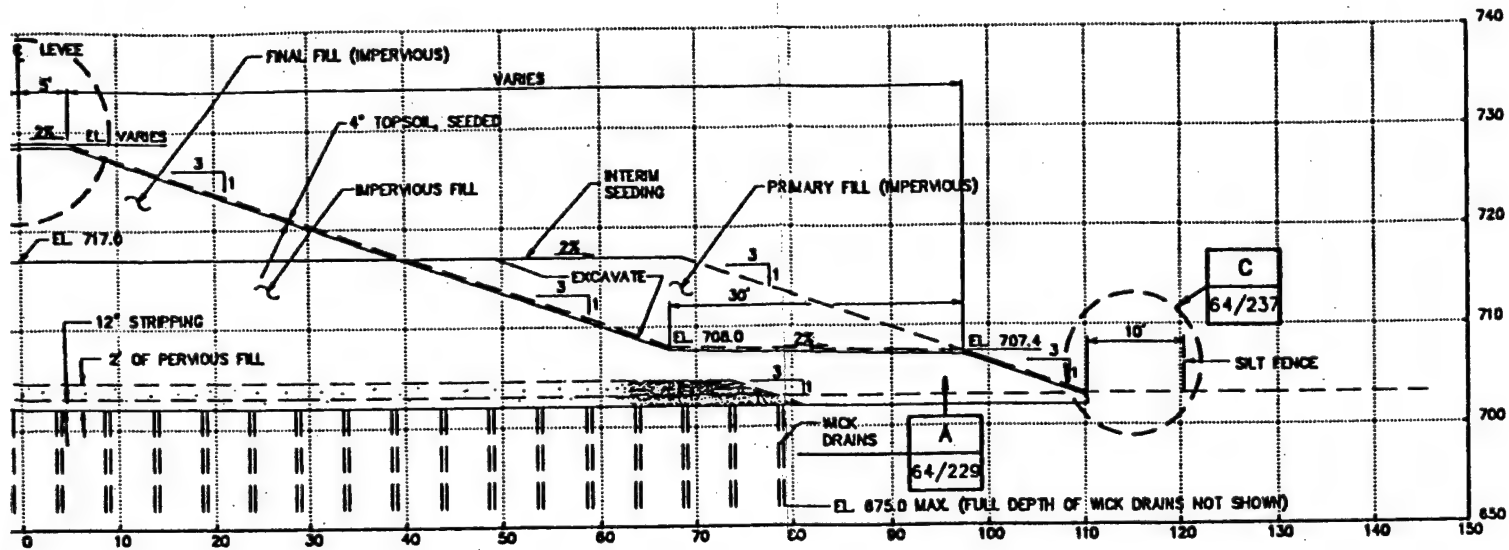 740
LEVEE
FINAL FILL (IMPERVIOUS)
5'
VARIES
730
2%
EL. VARIES
4" TOPSOIL, SEEDED
3
1
IMPERVIOUS FILL
INTERIM
SEEDING
PRIMARY FILL (IMPERVIOUS)
720
EL. 717.0
2%
3
1
EXCAVATE
C
64/237
3
1
30'
12" STRIPPING
710
EL. 708.0
2%
EL. 707.4
10'
2' OF PERVIOUS FILL
3
1
SILT FENCE
3
1
700
WICK
DRAINS
A
64/229
EL. 675.0 MAX. (FULL DEPTH OF WICK DRAINS NOT SHOWN)
650
0 10 20 30 40 50 60 70 80 90 100 110 120 130 140 150